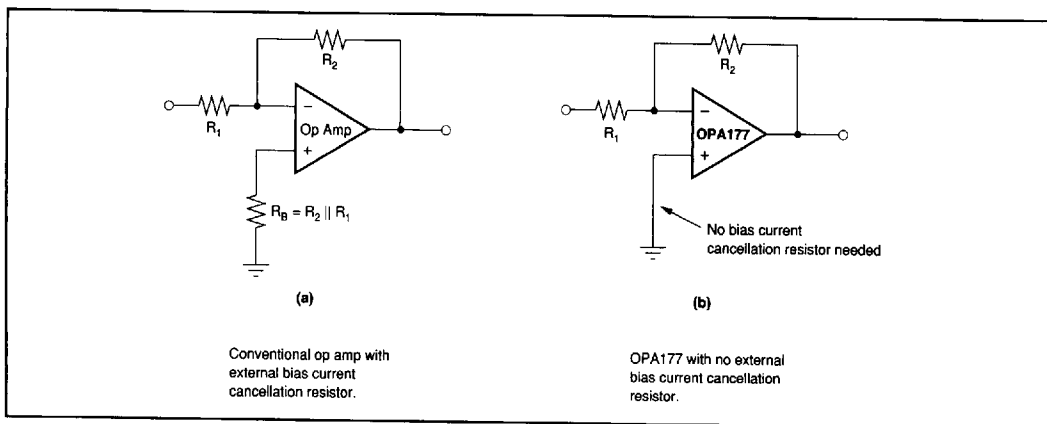 R2
R1
−
Op Amp
+
RB = R2 || R1
(a)
Conventional op amp with
external bias current
cancellation resistor.
R2
R1
−
OPA177
+
No bias current
cancellation resistor needed
(b)
OPA177 with no external
bias current cancellation
resistor.